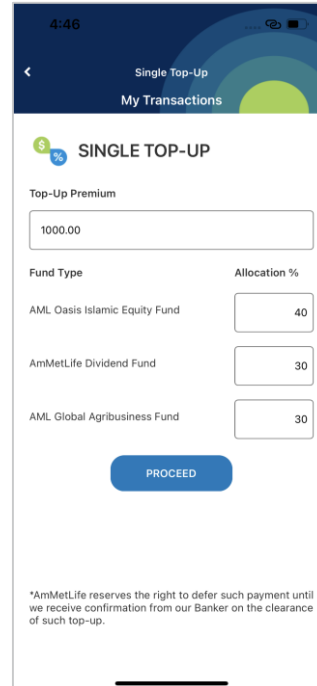 4:46
Single Top-Up
My Transactions
$
%
SINGLE TOP-UP
Top-Up Premium
1000.00
Fund Type Allocation %
AML Oasis Islamic Equity Fund 40
AmMetLife Dividend Fund 30
AML Global Agribusiness Fund 30
PROCEED
*AmMetLife reserves the right to defer such payment until
we receive confirmation from our Banker on the clearance
of such top-up.